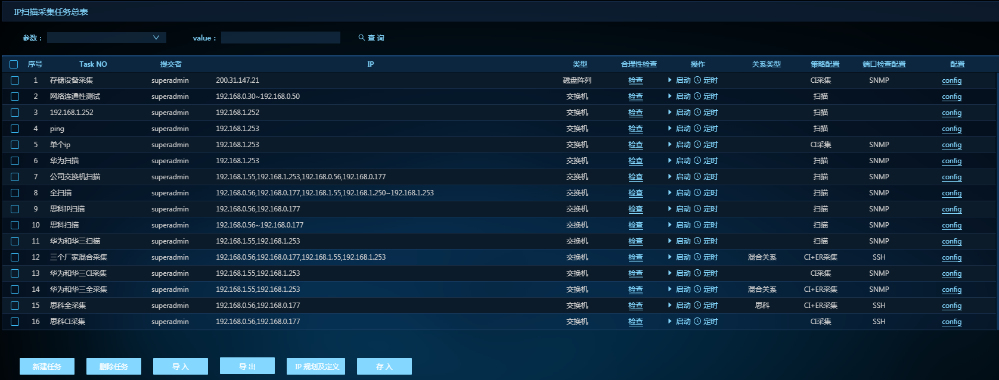 IP扫描采集任务总表
参数： value： 查 询
序号 Task NO 提交者 IP 类型 合理性检查 操作 关系类型 策略配置 端口检查配置 配置
1 存储设备采集 superadmin 200.31.147.21 磁盘阵列 检查 启动 定时 CI采集 SNMP config
2 网络连通性测试 superadmin 192.168.0.30~192.168.0.50 交换机 检查 启动 定时 扫描 config
3 192.168.1.252 superadmin 192.168.1.252 交换机 检查 启动 定时 扫描 config
4 ping superadmin 192.168.1.253 交换机 检查 启动 定时 扫描 config
5 单个ip superadmin 192.168.1.253 交换机 检查 启动 定时 CI采集 SNMP config
6 华为扫描 superadmin 192.168.1.253 交换机 检查 启动 定时 扫描 SNMP config
7 公司交换机扫描 superadmin 192.168.1.55,192.168.1.253,192.168.0.56,192.168.0.177 交换机 检查 启动 定时 扫描 SNMP config
8 全扫描 superadmin 192.168.0.56,192.168.0.177,192.168.1.55,192.168.1.250~192.168.1.253 交换机 检查 启动 定时 扫描 SNMP config
9 思科IP扫描 superadmin 192.168.0.56,192.168.0.177 交换机 检查 启动 定时 扫描 SNMP config
10 思科扫描 superadmin 192.168.0.56~192.168.0.177 交换机 检查 启动 定时 扫描 SNMP config
11 华为和华三扫描 superadmin 192.168.1.55,192.168.1.253 交换机 检查 启动 定时 扫描 SNMP config
12 三个厂家混合采集 superadmin 192.168.0.56,192.168.0.177,192.168.1.55,192.168.1.253 交换机 检查 启动 定时 混合关系 CI+ER采集 SSH config
13 华为和华三CI采集 superadmin 192.168.1.55,192.168.1.253 交换机 检查 启动 定时 CI采集 SNMP config
14 华为和华三全采集 superadmin 192.168.1.55,192.168.1.253 交换机 检查 启动 定时 混合关系 CI+ER采集 SNMP config
15 思科全采集 superadmin 192.168.0.56,192.168.0.177 交换机 检查 启动 定时 思科 CI+ER采集 SSH config
16 思科CI采集 superadmin 192.168.0.56,192.168.0.177 交换机 检查 启动 定时 CI采集 SSH config
新建任务 删除任务 导 入 导 出 IP 规划及定义 存 入